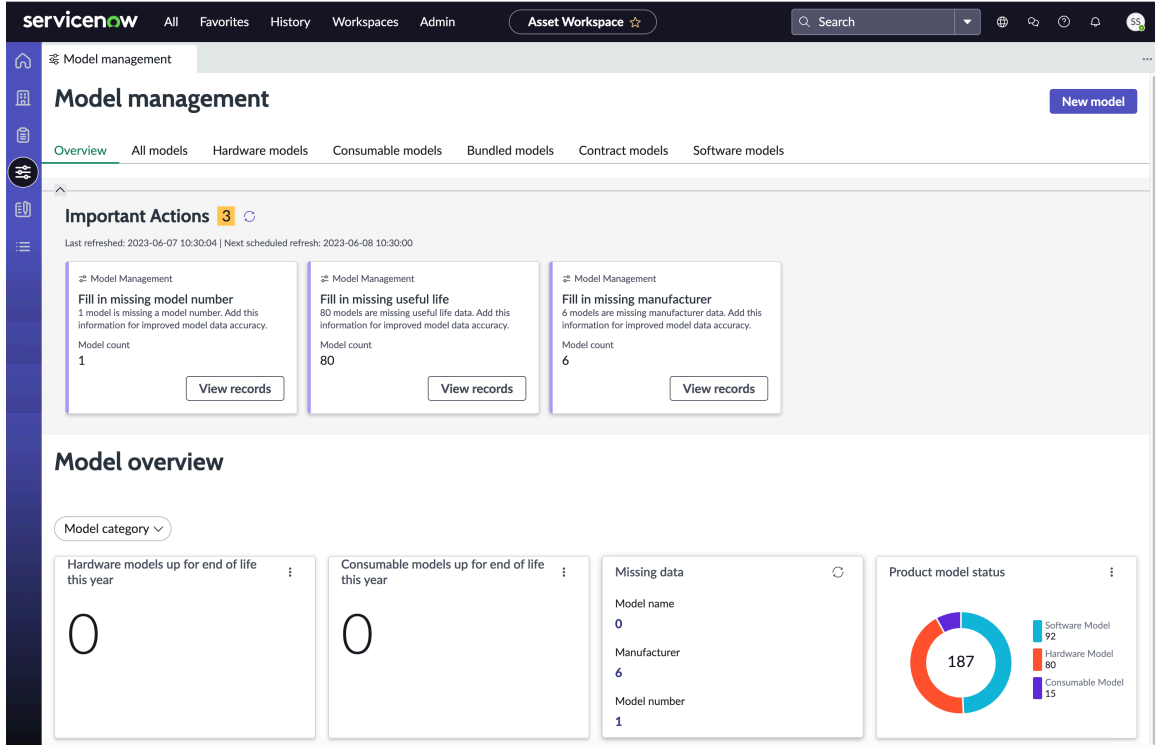 servicenow All Favorites History Workspaces Admin Asset Workspace Search SS
Model management
Model management
New model
Overview All models Hardware models Consumable models Bundled models Contract models Software models
Important Actions 3
Last refreshed: 2023-06-07 10:30:04 | Next scheduled refresh: 2023-06-08 10:30:00
Model Management
Fill in missing model number
1 model is missing a model number. Add this
information for improved model data accuracy.
Model count
1
View records
Model Management
Fill in missing useful life
80 models are missing useful life data. Add this
information for improved model data accuracy.
Model count
80
View records
Model Management
Fill in missing manufacturer
6 models are missing manufacturer data. Add this
information for improved model data accuracy.
Model count
6
View records
Model overview
Model category
Hardware models up for end of life
this year
0
Consumable models up for end of life
this year
0
Missing data
Model name
0
Manufacturer
6
Model number
1
Product model status
187
Software Model
92
Hardware Model
80
Consumable Model
15